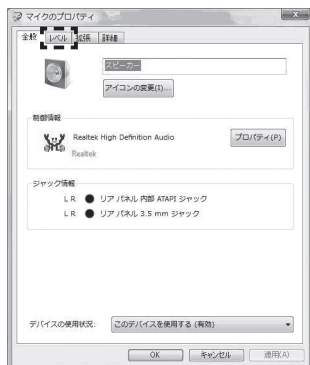 マイクのプロパティ
全般 レベル 拡張 詳細
スピーカー
アイコンの変更(I)...
制御情報
Realtek High Definition Audio
プロパティ(P)
Realtek
ジャック情報
L R リア パネル 内部 ATAPI ジャック
L R リア パネル 3.5 mm ジャック
デバイスの使用状況: このデバイスを使用する (有効)
OK キャンセル 適用(A)